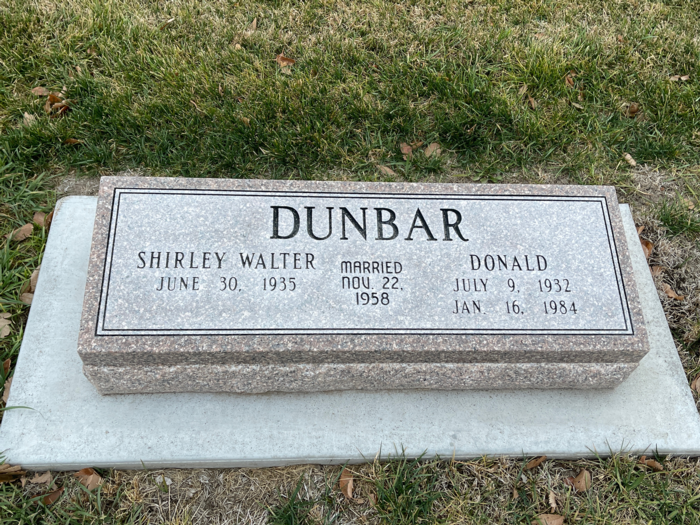 DUNBAR
SHIRLEY WALTER
JUNE 30, 1935
MARRIED
NOV. 22,
1958
DONALD
JULY 9, 1932
JAN. 16, 1984